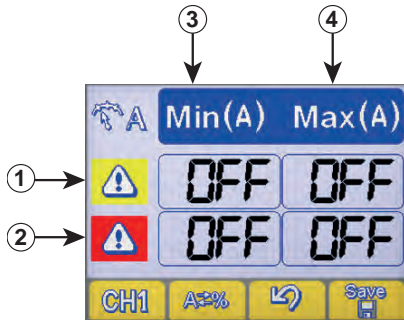 3 4
A Min(A) Max(A)
1 OFF OFF
2 OFF OFF
CH1 A⇄% Save